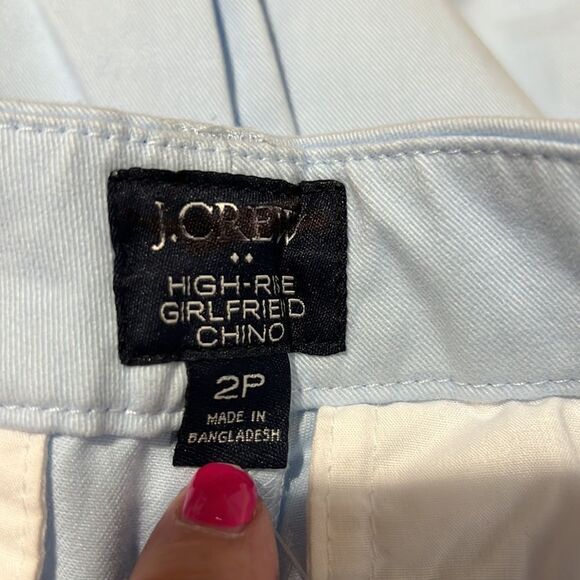 J.CREW
HIGH-RISE
GIRLFRIEND
CHINO
2P
MADE IN
BANGLADESH